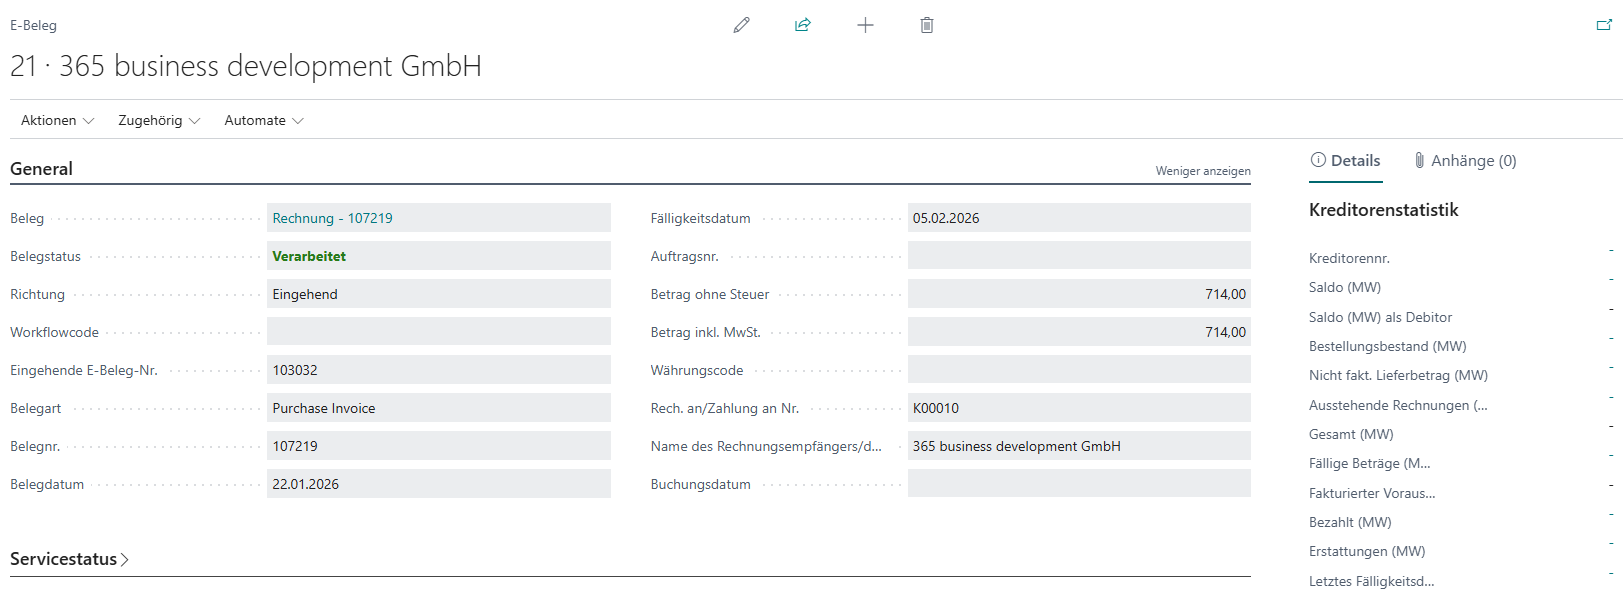 E-Beleg
21 · 365 business development GmbH
Aktionen Zugehörig Automate
General Weniger anzeigen
Beleg Rechnung - 107219
Belegstatus Verarbeitet
Richtung Eingehend
Workflowcode
Eingehende E-Beleg-Nr. 103032
Belegart Purchase Invoice
Belegnr. 107219
Belegdatum 22.01.2026
Fälligkeitsdatum 05.02.2026
Auftragsnr.
Betrag ohne Steuer 714,00
Betrag inkl. MwSt. 714,00
Währungscode
Rech. an/Zahlung an Nr. K00010
Name des Rechnungsempfängers/d... 365 business development GmbH
Buchungsdatum
Servicestatus
Details Anhänge (0)
Kreditorenstatistik
Kreditorennr. -
Saldo (MW) -
Saldo (MW) als Debitor -
Bestellungsbestand (MW) -
Nicht fakt. Lieferbetrag (MW) -
Ausstehende Rechnungen (... -
Gesamt (MW) -
Fällige Beträge (M... -
Fakturierter Voraus... -
Bezahlt (MW) -
Erstattungen (MW) -
Letztes Fälligkeitsd... -